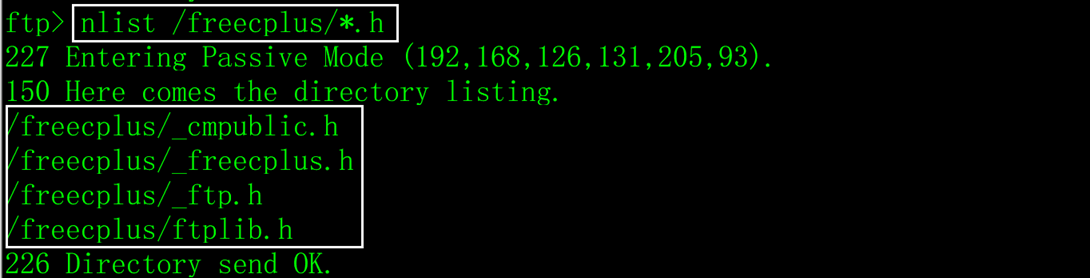 ftp> nlist /freecplus/*.h
227 Entering Passive Mode (192,168,126,131,205,93).
150 Here comes the directory listing.
/freecplus/_cmpublic.h
/freecplus/_freecplus.h
/freecplus/_ftp.h
/freecplus/ftplib.h
226 Directory send OK.